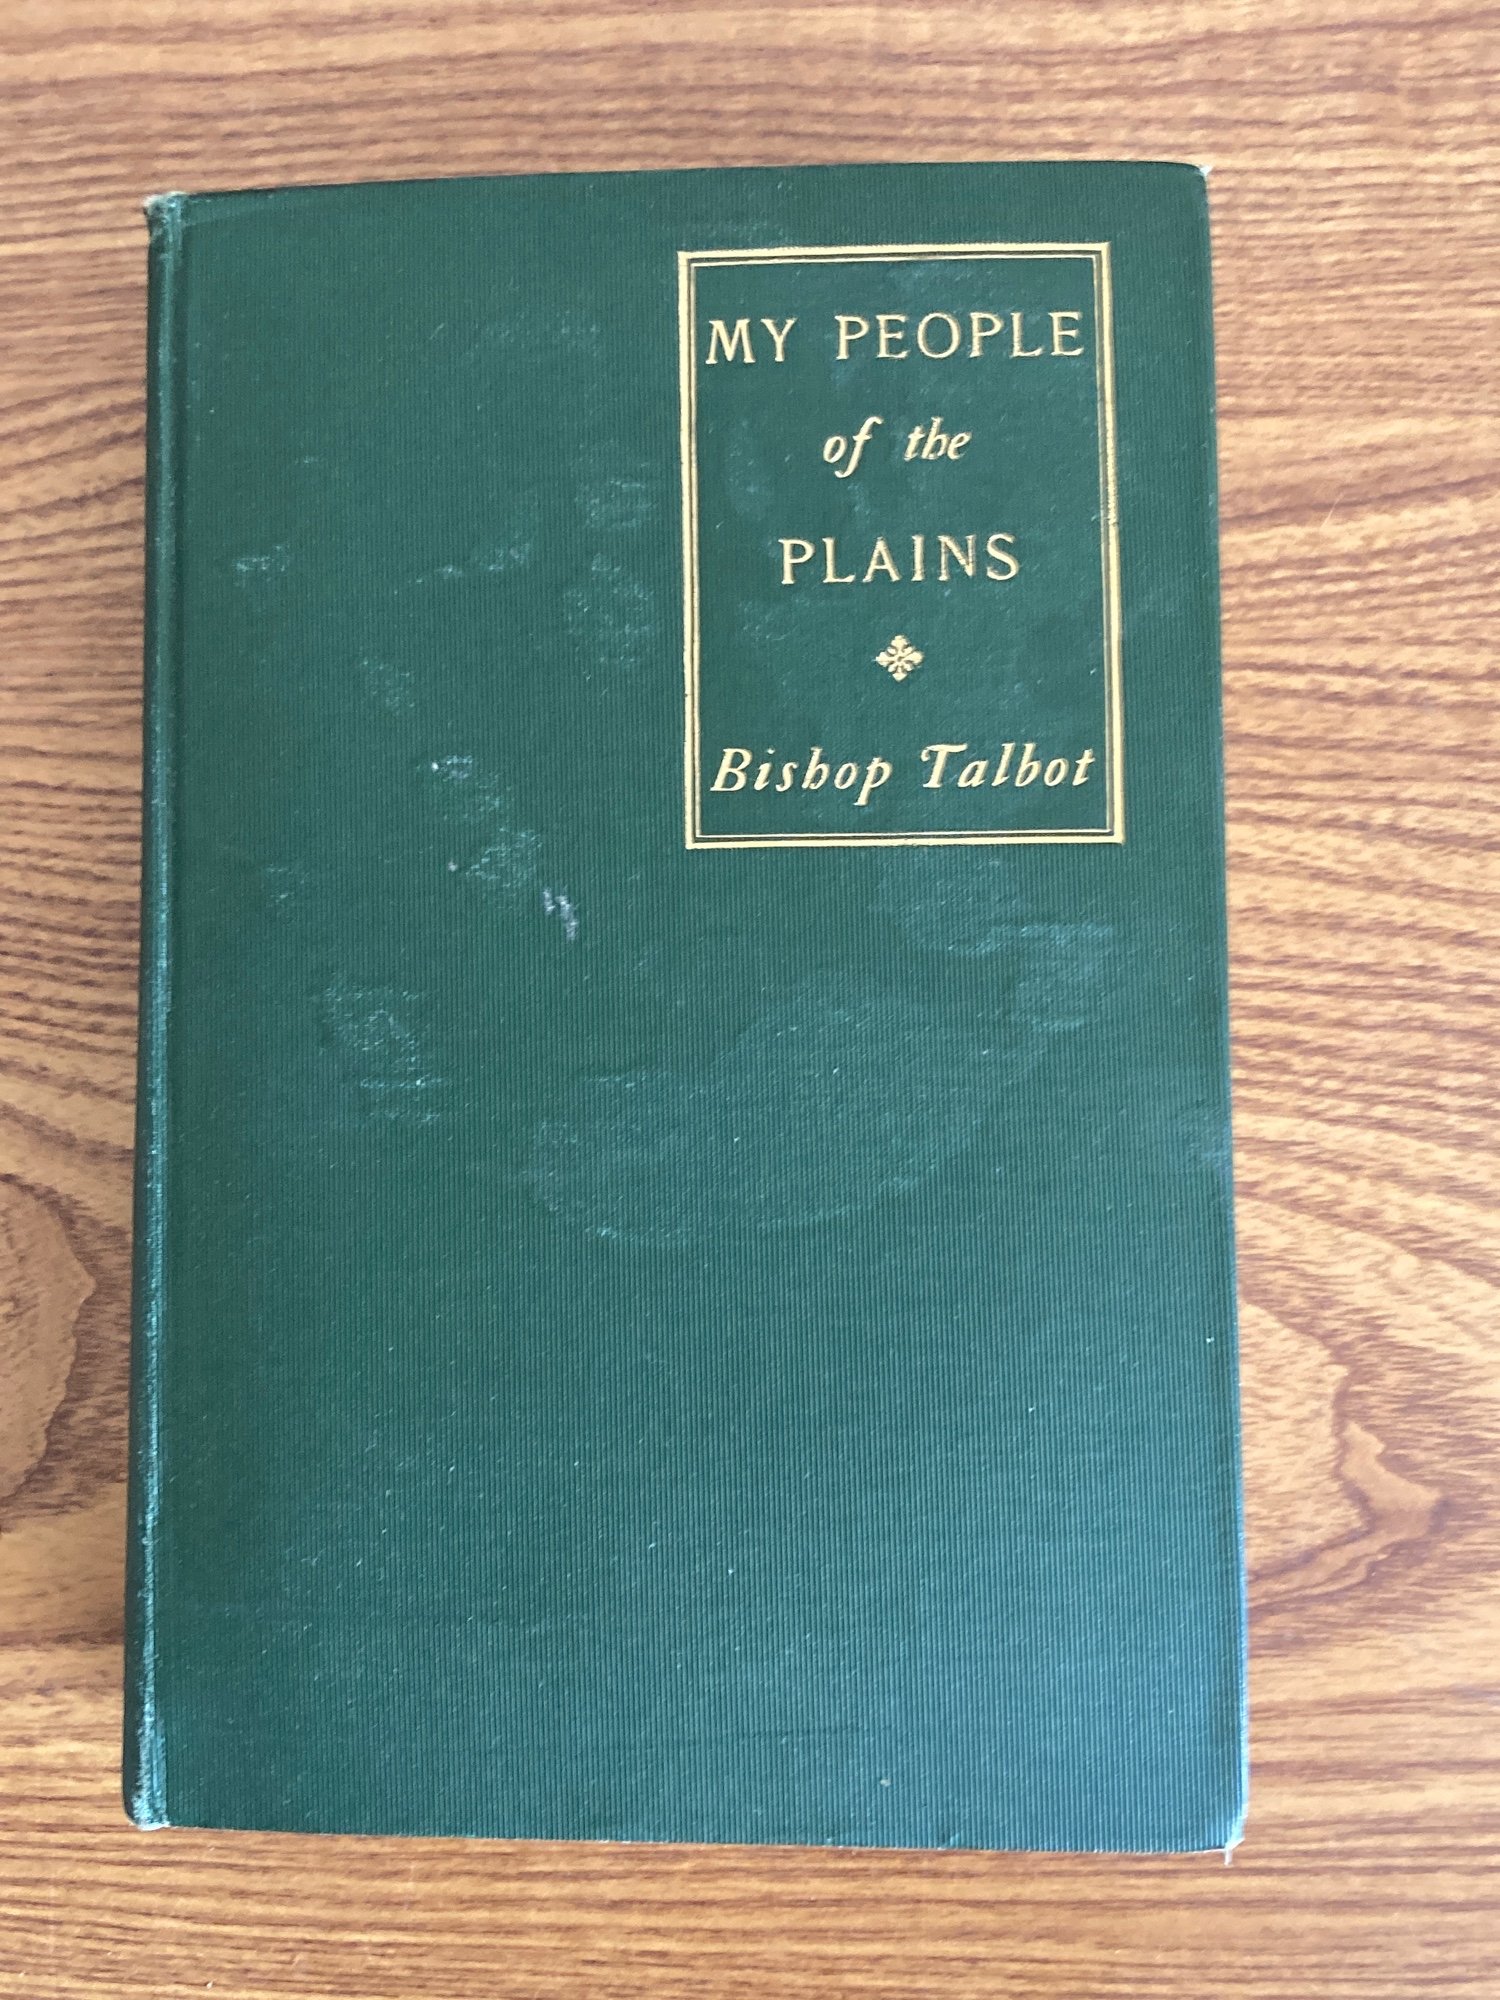 MY PEOPLE
of the
PLAINS
Bishop Talbot